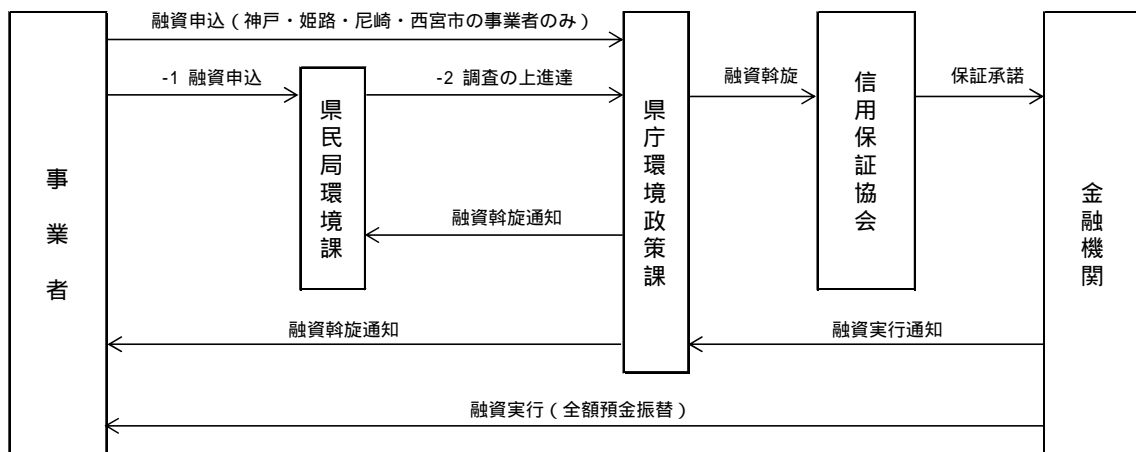 融資申込（神戸・姫路・尼崎・西宮市の事業者のみ）
-1 融資申込
-2 調査の上進達
融資斡旋
保証承諾
事業者
県民局環境課
県庁環境政策課
信用保証協会
金融機関
融資斡旋通知
融資斡旋通知
融資実行通知
融資実行（全額預金振替）